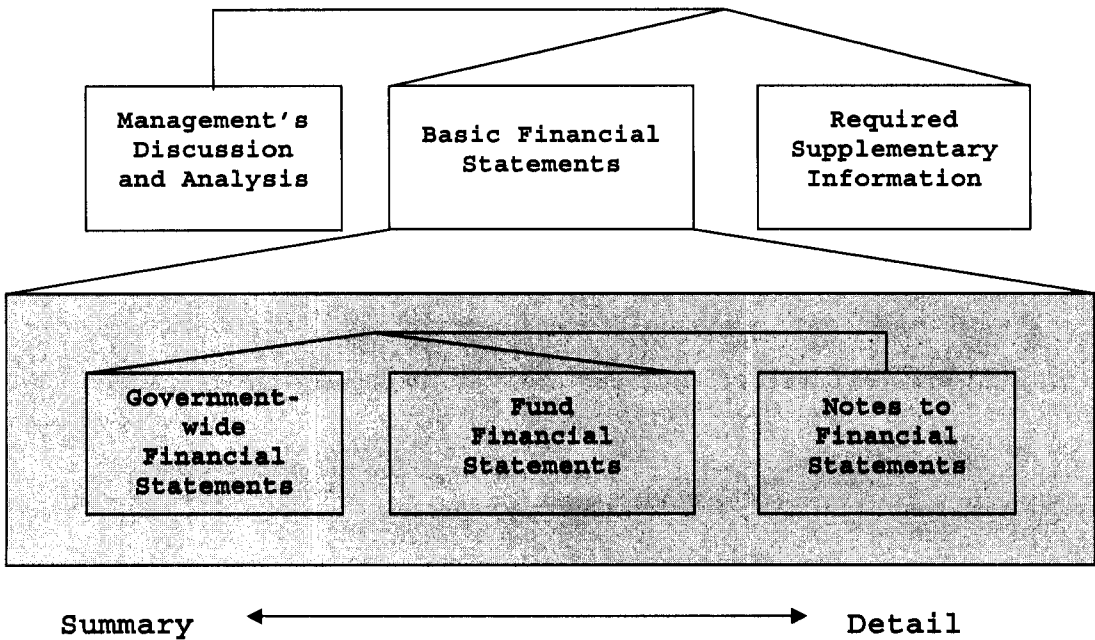 Management's
Discussion
and Analysis
Basic Financial
Statements
Required
Supplementary
Information
Government-
wide
Financial
Statements
Fund
Financial
Statements
Notes to
Financial
Statements
Summary
Detail